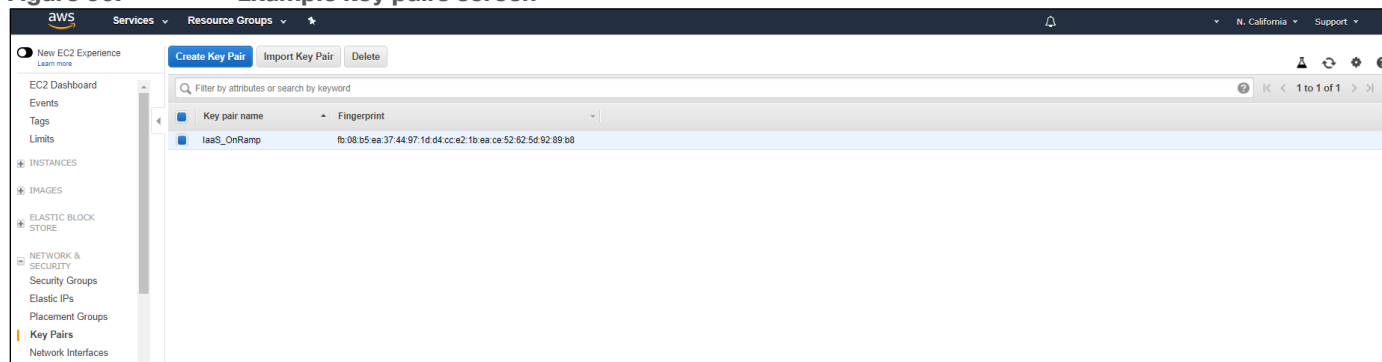 Example key pairs screen
aws Services Resource Groups N. California Support
New EC2 Experience
Learn more
Create Key Pair Import Key Pair Delete
EC2 Dashboard
Events
Tags
Limits
INSTANCES
IMAGES
ELASTIC BLOCK
STORE
NETWORK &
SECURITY
Security Groups
Elastic IPs
Placement Groups
Key Pairs
Network Interfaces
Filter by attributes or search by keyword 1 to 1 of 1
Key pair name Fingerprint
IaaS_OnRamp fb:08:b5:ea:37:44:97:1d:d4:cc:e2:1b:ea:ce:52:62:5d:92:89:b8